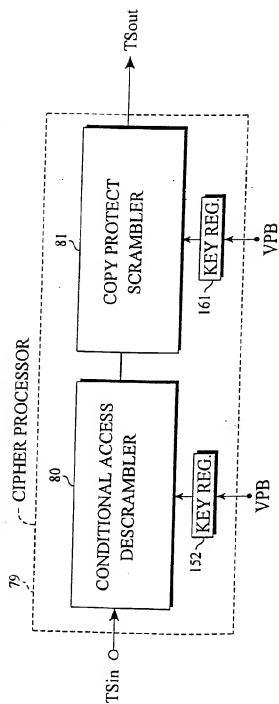 79
CIPHER PROCESSOR
TSin
80
CONDITIONAL ACCESS
DESCRAMBLER
152
KEY REG.
VPB
81
COPY PROTECT
SCRAMBLER
161
KEY REG.
VPB
TSout